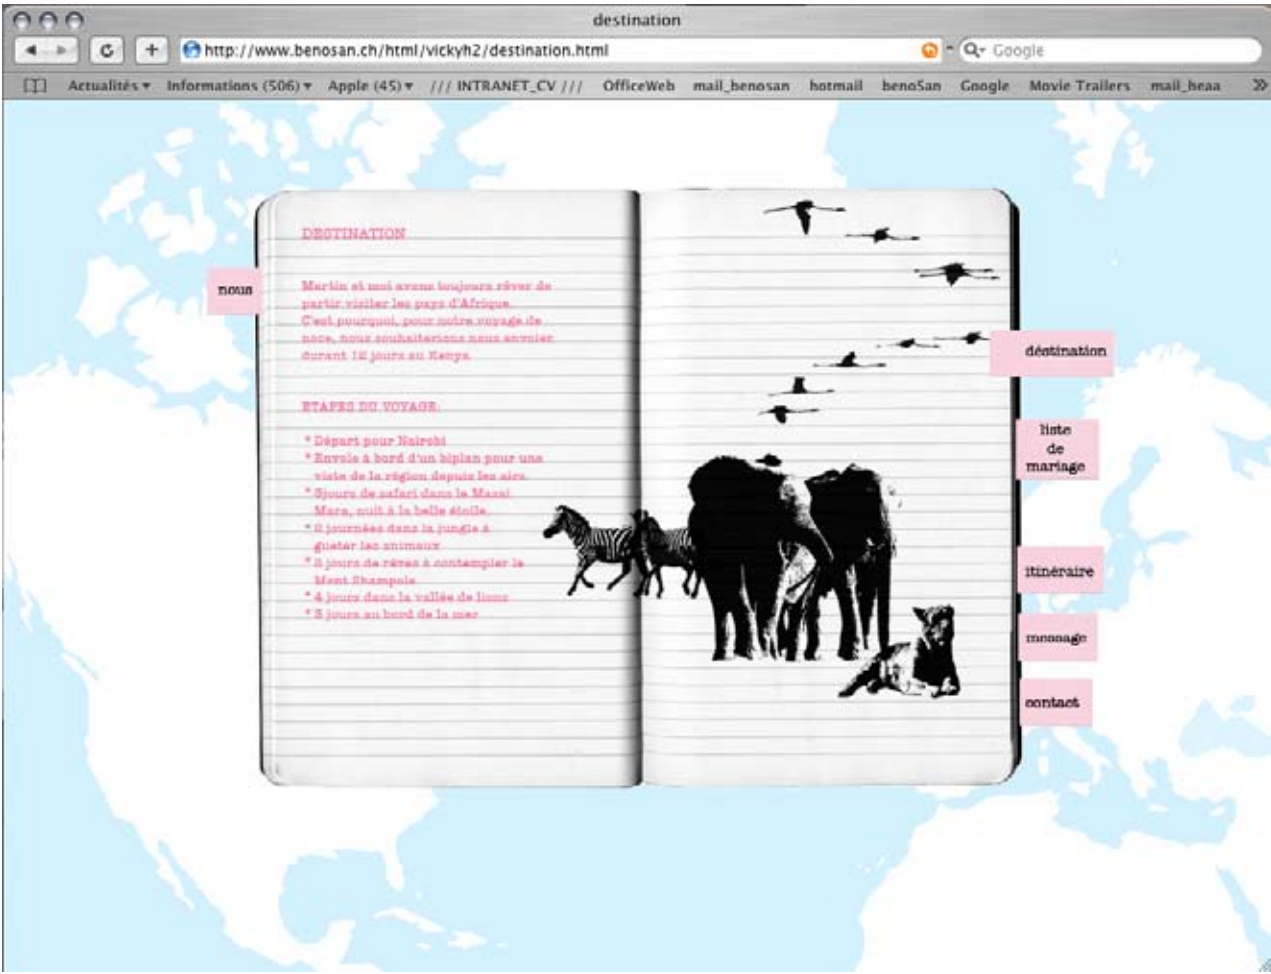 destination
http://www.benosan.ch/html/vickyh2/destination.html
Google
Actualités Informations (506) Apple (45) /// INTRANET_CV /// OfficeWeb mail_benosan hotmail benoSan Google Movie Trailers mail_heaa
DESTINATION
nous
Martin et moi avons toujours rêver de
partir visiter les pays d'Afrique.
C'est pourquoi, pour notre voyage de
noce, nous souhaiterions nous envoler
durant 12 jours au Kenya.
ETAPES DU VOYAGE:
* Départ pour Nairobi
* Envole à bord d'un biplan pour une
viste de la région depuis les airs.
* 3jours de safari dans le Masai
Mara, nuit à la belle étoile.
* 2 journées dans la jungle à
gueter les animaux
* 3 jours de rêves à contempler le
Mont Shampole
* 4 jours dans la vallée de lions
* 3 jours au bord de la mer
déstination
liste
de
mariage
itinéraire
message
contact